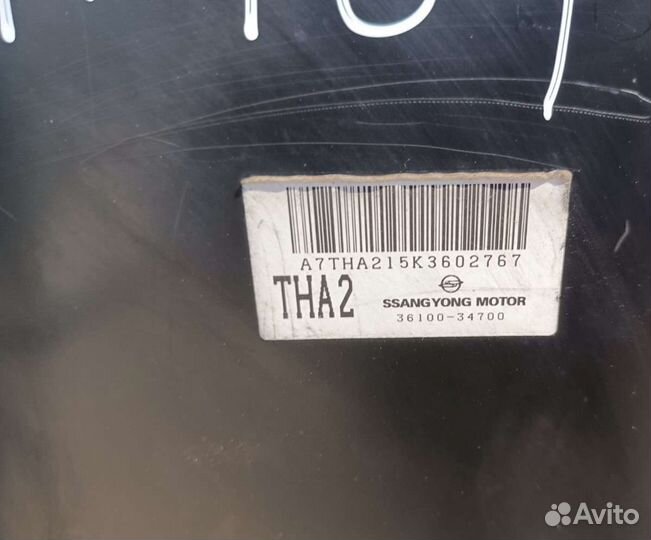 A7THA215K3602767
THA2
SSANGYONG MOTOR
36100-34700
Avito